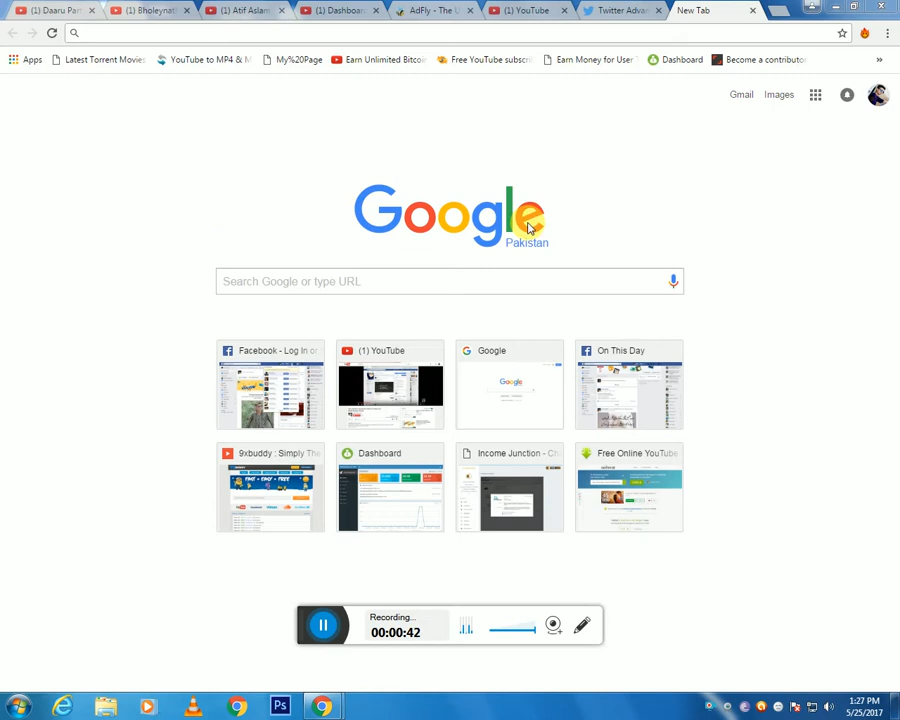 (1) Daaru Par
(1) Bholeynath
(1) Atif Aslam
(1) Dashboar
AdFly - The U
(1) YouTube
Twitter Advan
New Tab
Apps
Latest Torrent Movies
YouTube to MP4 & M
My%20Page
Earn Unlimited Bitcoi
Free YouTube subscri
Earn Money for User
Dashboard
Become a contributor
»
Gmail
Images
Google
Pakistan
Search Google or type URL
Facebook - Log In or
(1) YouTube
Google
On This Day
9xbuddy : Simply The
Dashboard
Income Junction - Ch
Free Online YouTube
Recording...
00:00:42
Ps
1:27 PM
5/25/2017